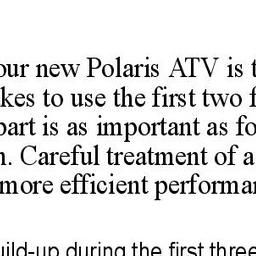 our new Polaris ATV is t
kes to use the first two f
part is as important as fo
n. Careful treatment of a
more efficient performan
uild-up during the first three